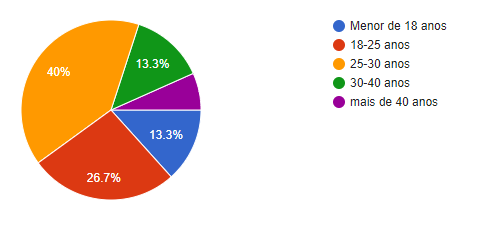 Menor de 18 anos
18-25 anos
25-30 anos
30-40 anos
mais de 40 anos
40%
13.3%
13.3%
26.7%